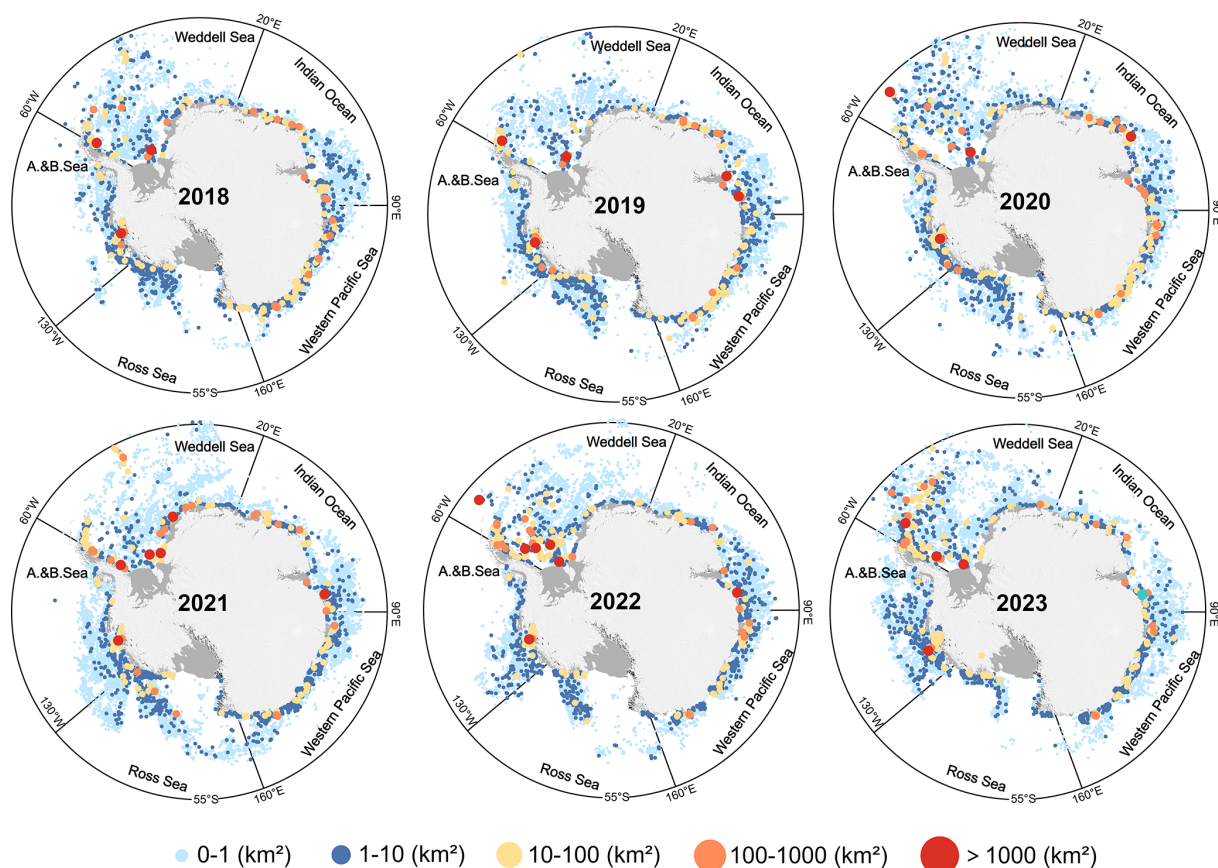 20°E
Weddell Sea
Indian Ocean
60°W
A.&B.Sea
2018
90°E
Western Pacific Sea
130°W
Ross Sea
55°S
160°E
20°E
Weddell Sea
Indian Ocean
60°W
A.&B.Sea
2019
Western Pacific Sea
130°W
Ross Sea
55°S
160°E
20°E
Weddell Sea
Indian Ocean
60°W
A.&B.Sea
2020
90°E
Western Pacific Sea
130°W
Ross Sea
55°S
160°E
20°E
Weddell Sea
Indian Ocean
60°W
A.&B.Sea
2021
90°E
Western Pacific Sea
130°W
Ross Sea
55°S
160°E
20°E
Weddell Sea
Indian Ocean
60°W
A.&B.Sea
2022
90°E
Western Pacific Sea
130°W
Ross Sea
55°S
160°E
20°E
Weddell Sea
Indian Ocean
60°W
A.&B.Sea
2023
90°E
Western Pacific Sea
130°W
Ross Sea
55°S
160°E
0-1 (km²) 1-10 (km²) 10-100 (km²) 100-1000 (km²) > 1000 (km²)